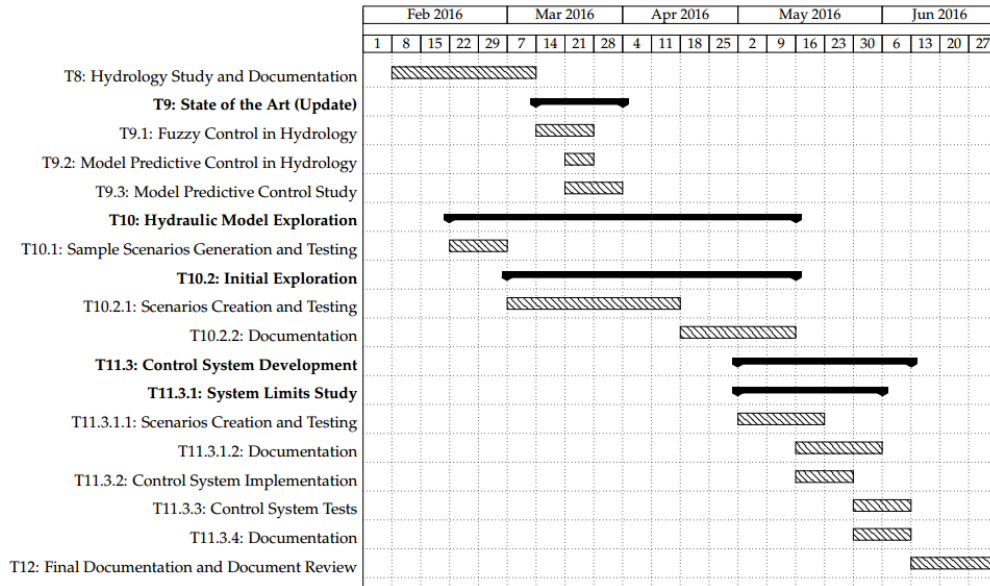 Feb 2016 Mar 2016 Apr 2016 May 2016 Jun 2016
1 8 15 22 29 7 14 21 28 4 11 18 25 2 9 16 23 30 6 13 20 27
T8: Hydrology Study and Documentation
T9: State of the Art (Update)
T9.1: Fuzzy Control in Hydrology
T9.2: Model Predictive Control in Hydrology
T9.3: Model Predictive Control Study
T10: Hydraulic Model Exploration
T10.1: Sample Scenarios Generation and Testing
T10.2: Initial Exploration
T10.2.1: Scenarios Creation and Testing
T10.2.2: Documentation
T11.3: Control System Development
T11.3.1: System Limits Study
T11.3.1.1: Scenarios Creation and Testing
T11.3.1.2: Documentation
T11.3.2: Control System Implementation
T11.3.3: Control System Tests
T11.3.4: Documentation
T12: Final Documentation and Document Review